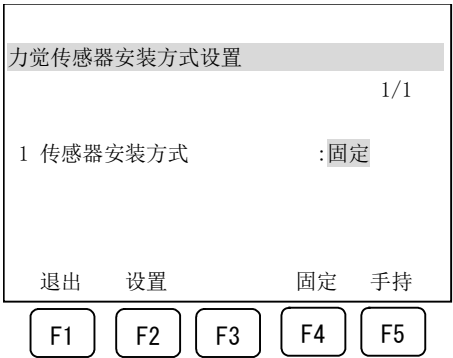 力觉传感器安装方式设置
1/1
1 传感器安装方式 :固定
退出 设置 固定 手持
F1 F2 F3 F4 F5